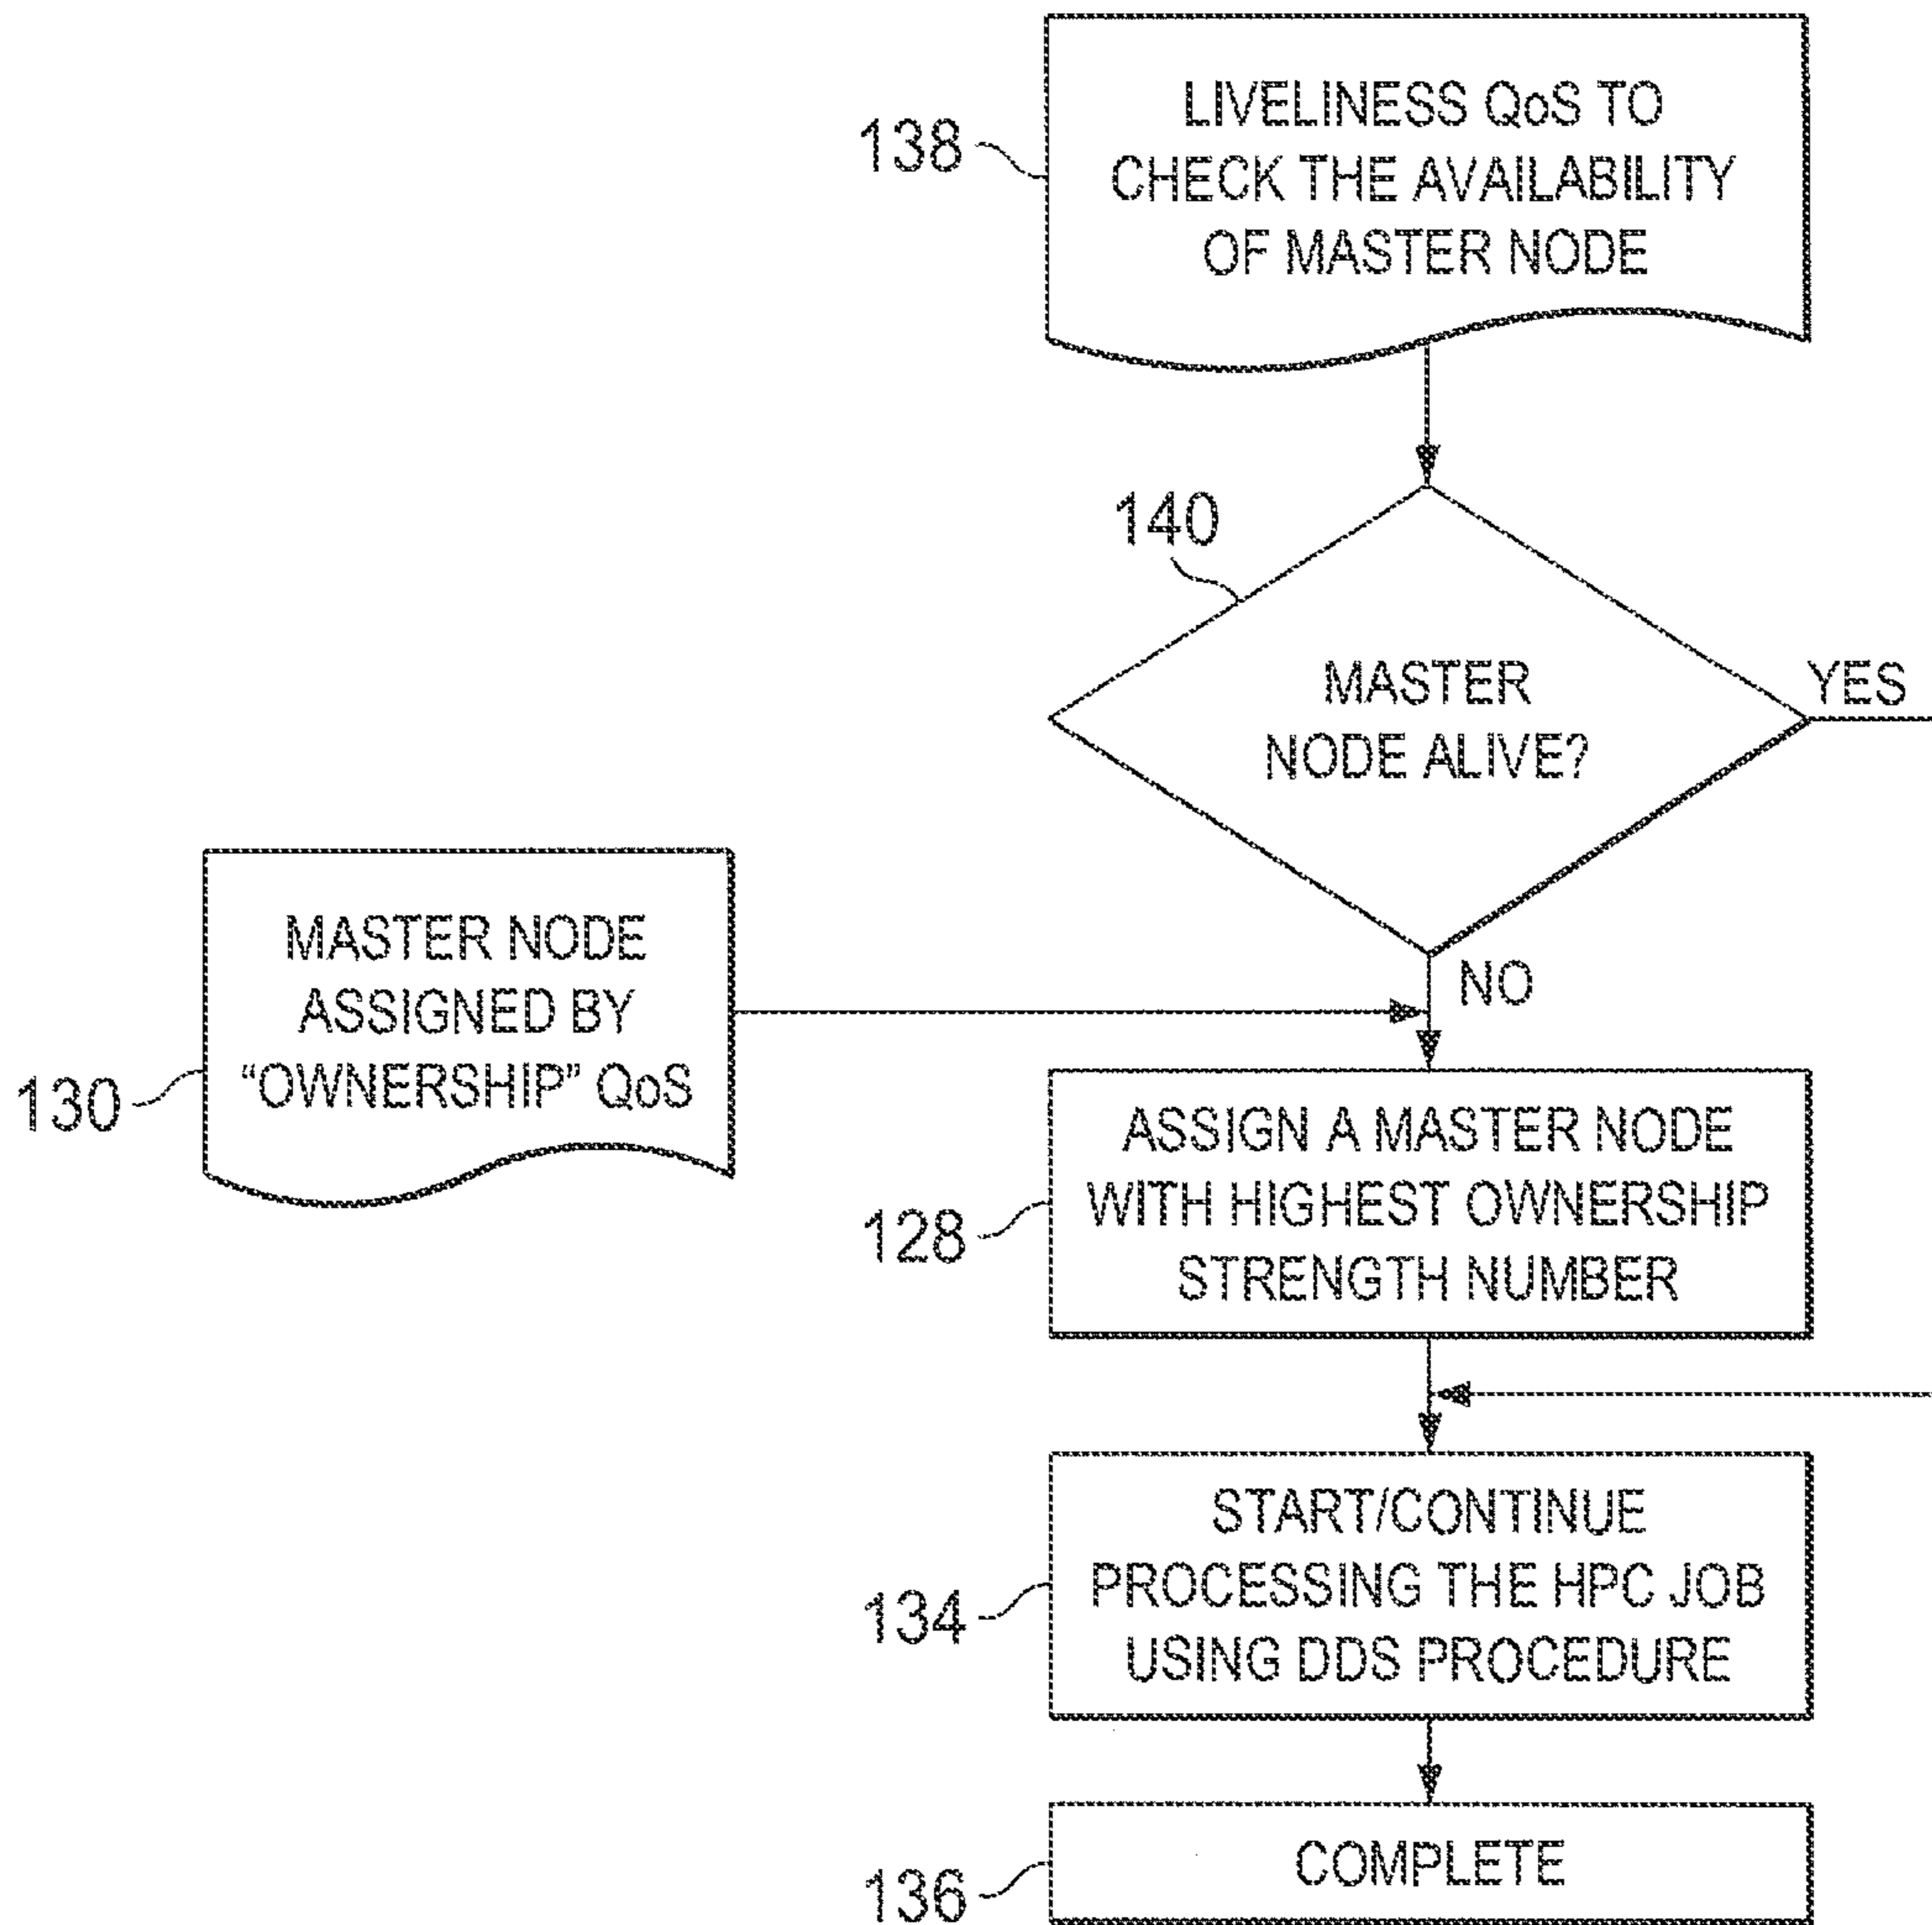 138
LIVELINESS QoS TO
CHECK THE AVAILABILITY
OF MASTER NODE
140
MASTER
NODE ALIVE?
YES
NO
130
MASTER NODE
ASSIGNED BY
“OWNERSHIP” QoS
128
ASSIGN A MASTER NODE
WITH HIGHEST OWNERSHIP
STRENGTH NUMBER
134
START/CONTINUE
PROCESSING THE HPC JOB
USING DDS PROCEDURE
136
COMPLETE